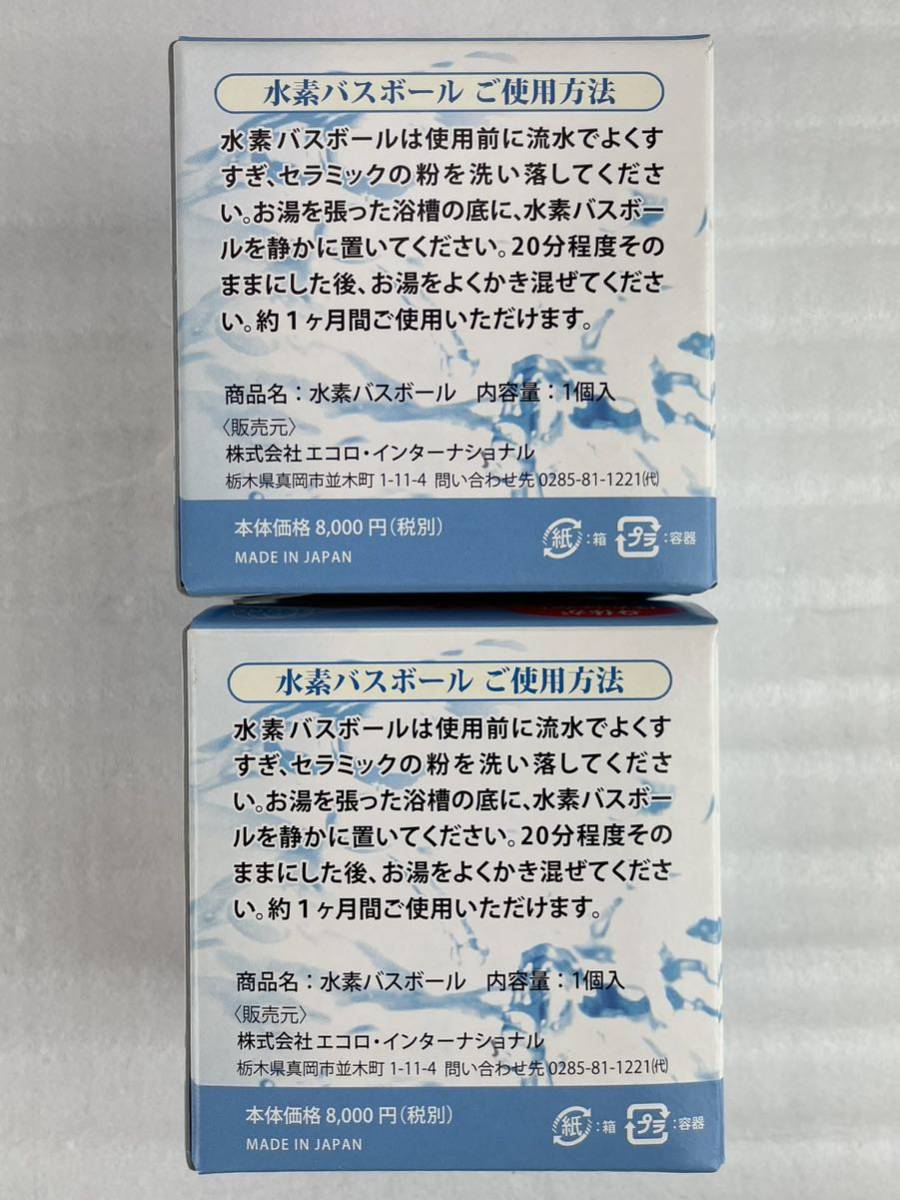 水素バスボール ご使用方法
水素バスボールは使用前に流水でよくす
すぎ、セラミックの粉を洗い落してくださ
い。お湯を張った浴槽の底に、水素バスボー
ルを静かに置いてください。20分程度その
ままにした後、お湯をよくかき混ぜてくださ
い。約1ヶ月間ご使用いただけます。
商品名：水素バスボール 内容量：1個入
〈販売元〉
株式会社エコロ・インターナショナル
栃木県真岡市並木町 1-11-4 問い合わせ先 0285-81-1221㈹
本体価格 8,000 円（税別）
MADE IN JAPAN
紙：箱 プラ：容器
水素バスボール ご使用方法
水素バスボールは使用前に流水でよくす
すぎ、セラミックの粉を洗い落してくださ
い。お湯を張った浴槽の底に、水素バスボー
ルを静かに置いてください。20分程度その
ままにした後、お湯をよくかき混ぜてくださ
い。約1ヶ月間ご使用いただけます。
商品名：水素バスボール 内容量：1個入
〈販売元〉
株式会社エコロ・インターナショナル
栃木県真岡市並木町 1-11-4 問い合わせ先 0285-81-1221㈹
本体価格 8,000 円（税別）
MADE IN JAPAN
紙：箱 プラ：容器